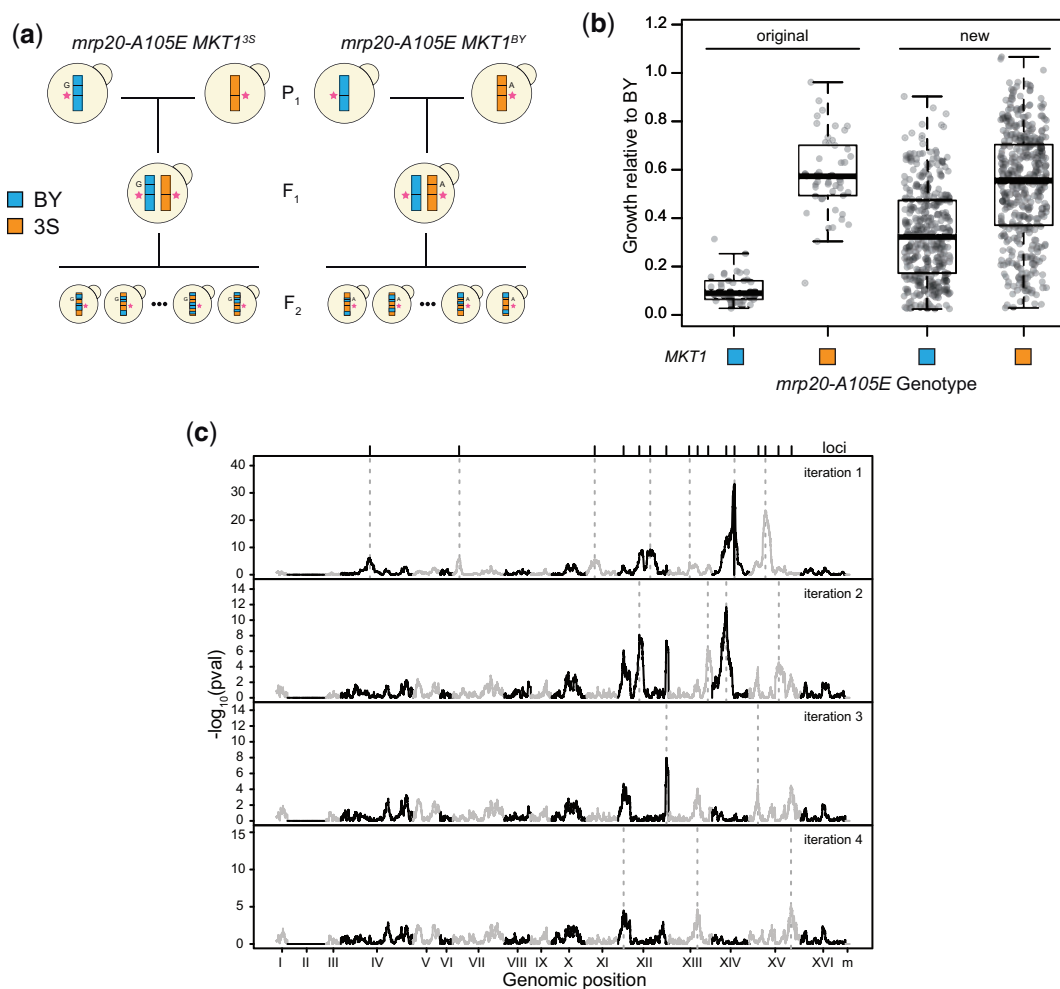 (a)
mrp20-A105E MKT1^3S
mrp20-A105E MKT1^BY
G
A
P1
G
A
F1
BY
3S
G
G
G
G
•••
F2
A
A
A
A
•••
(b)
1.2
1.0
0.8
0.6
0.4
0.2
0.0
Growth relative to BY
original
new
MKT1
mrp20-A105E Genotype
(c)
loci
40
30
20
10
0
iteration 1
14
12
10
8
6
4
2
0
iteration 2
14
12
10
8
6
4
2
0
iteration 3
15
10
5
0
iteration 4
-log10(pval)
I II III IV V VI VII VIII IX X XI XII XIII XIV XV XVI m
Genomic position